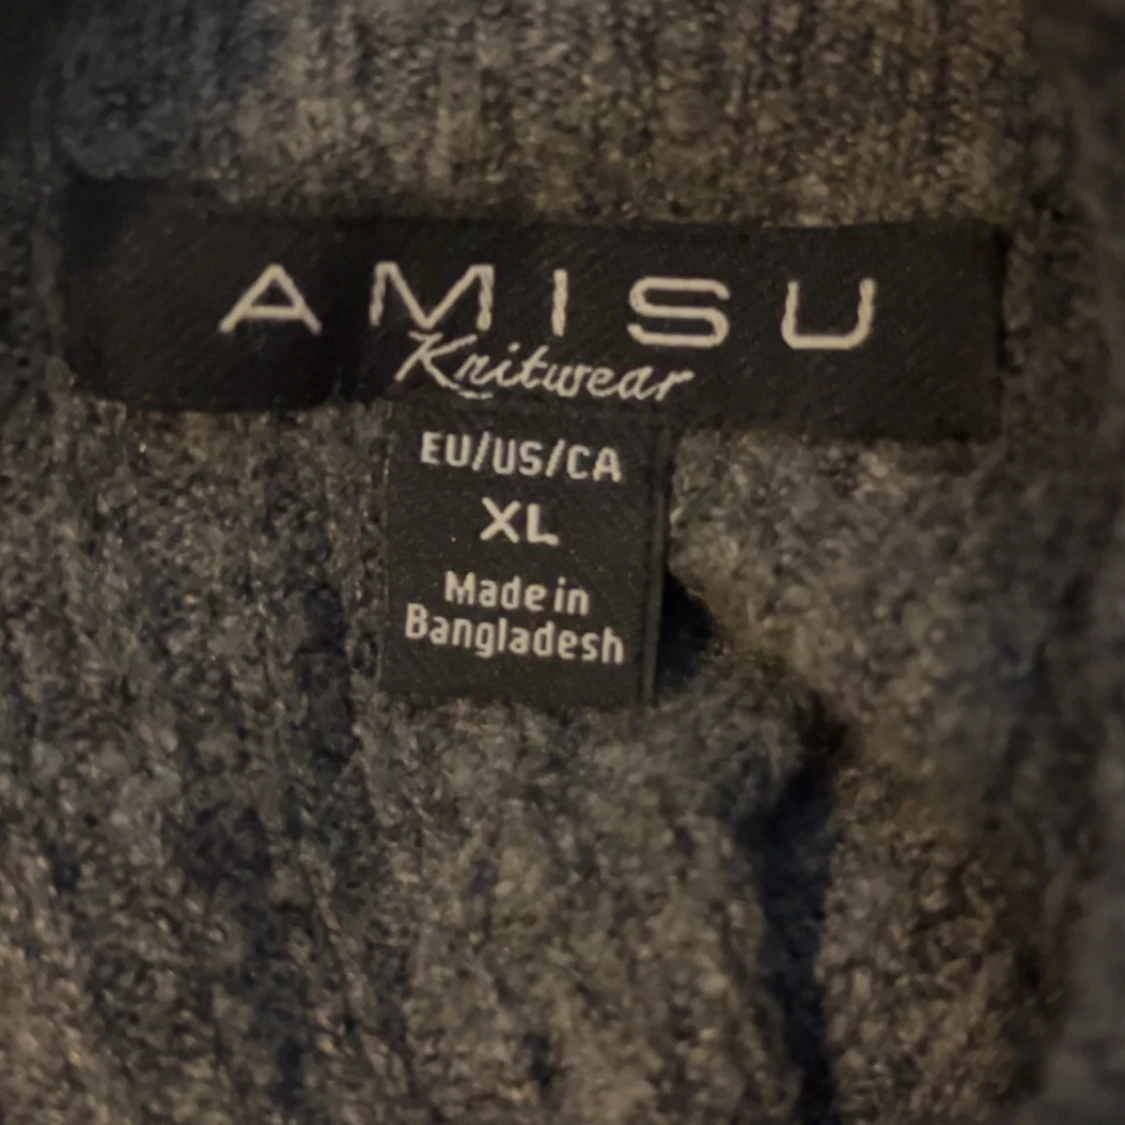 AMISU
Knitwear
EU/US/CA
XL
Made in
Bangladesh